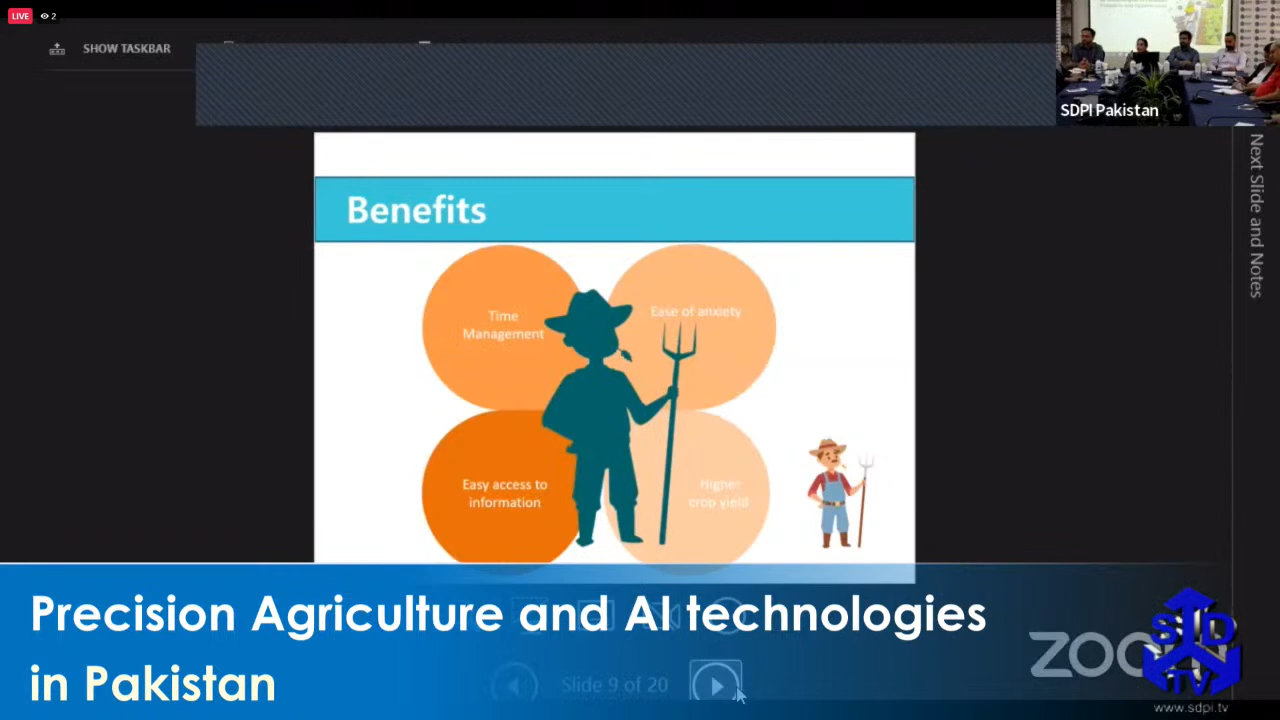 LIVE 2
SHOW TASKBAR
SDPI Pakistan
Next Slide and Notes
Benefits
Time
Management
Ease of anxiety
Easy access to
information
Higher
crop yield
Precision Agriculture and AI technologies
in Pakistan
Slide 9 of 20
zoom
SDPI
TV
www.sdpi.tv